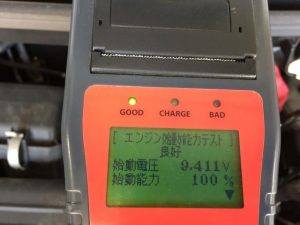 GOOD CHARGE BAD
[ エンジン始動能力テスト ]
良好
始動電圧 9.411V
始動能力 100 %
▼